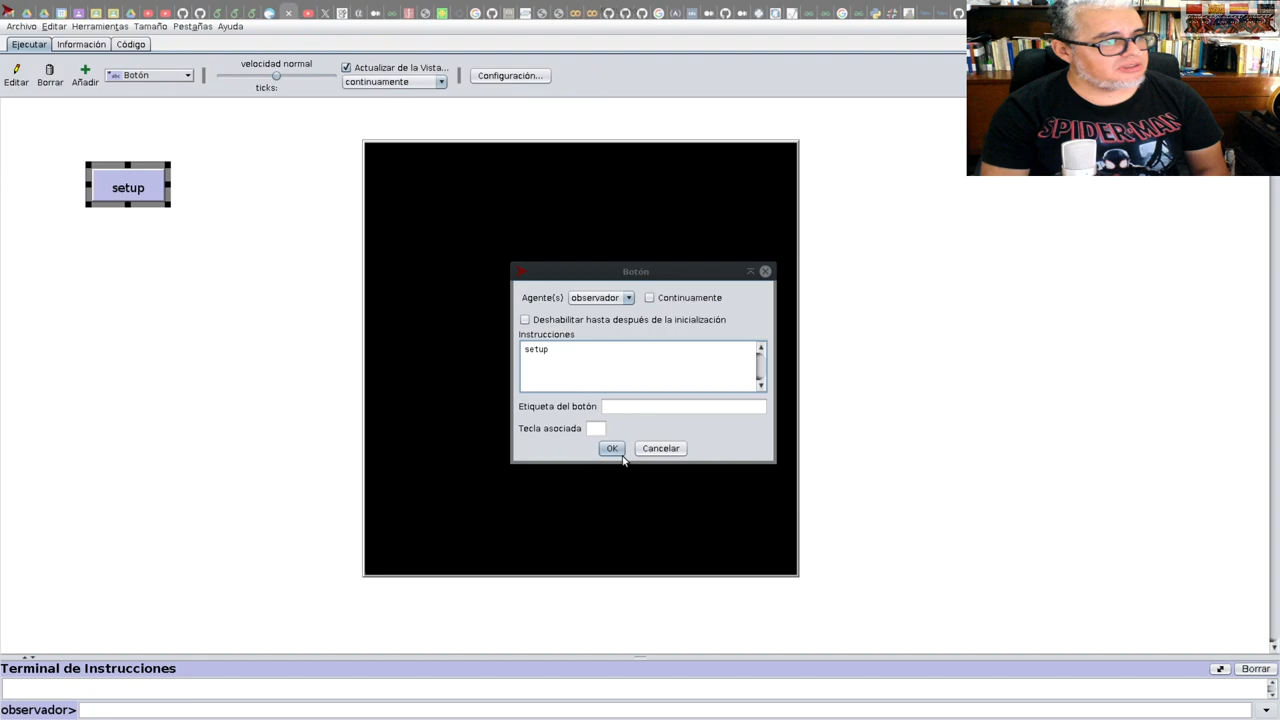 Archivo Editar Herramientas Tamaño Pestañas Ayuda
Ejecutar Información Código
Editar Borrar Añadir
abc Botón
velocidad normal
ticks:
Actualizar de la Vista...
continuamente
Configuración...
SPIDER-MAN
setup
Botón
Agente(s) observador Continuamente
Deshabilitar hasta después de la inicialización
Instrucciones
setup
Etiqueta del botón
Tecla asociada
OK Cancelar
Terminal de Instrucciones
Borrar
observador>